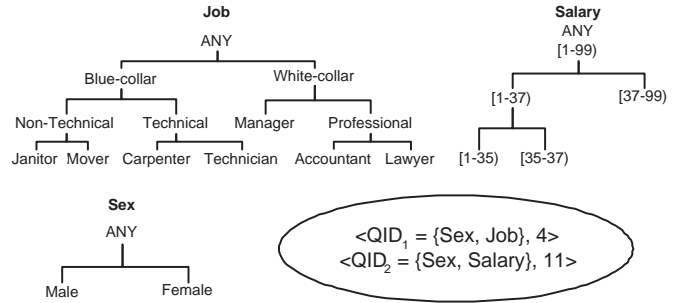 Job
ANY
Blue-collar White-collar
Non-Technical Technical Manager Professional
Janitor Mover Carpenter Technician Accountant Lawyer
Salary
ANY
[1-99)
[1-37) [37-99)
[1-35) [35-37)
Sex
ANY
Male Female
<QID1 = {Sex, Job}, 4>
<QID2 = {Sex, Salary}, 11>